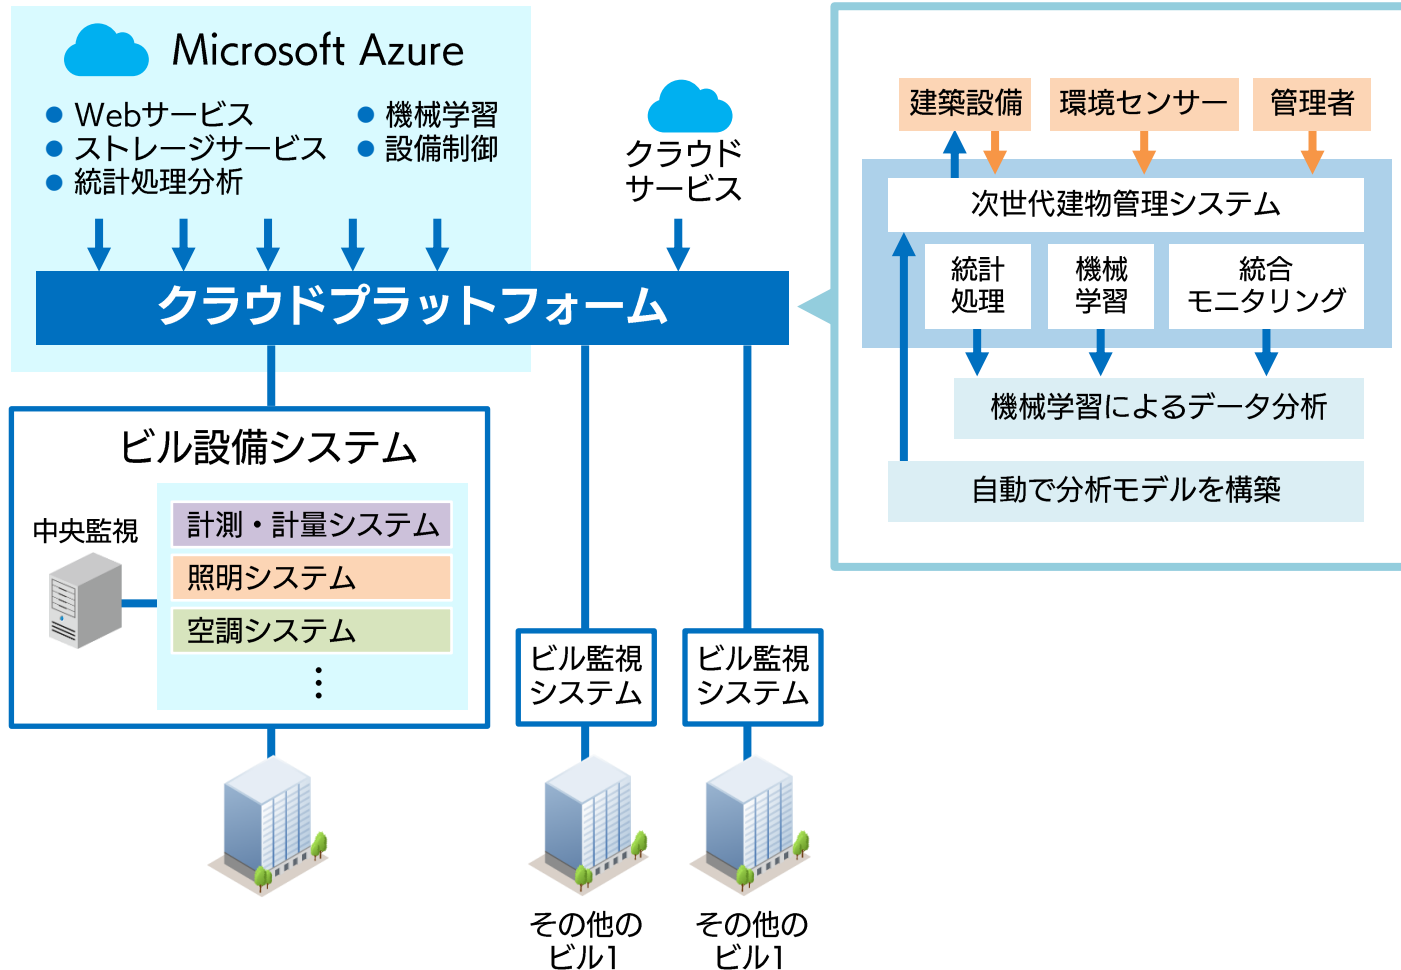 Microsoft Azure
Webサービス
ストレージサービス
統計処理分析
機械学習
設備制御
クラウド
サービス
クラウドプラットフォーム
ビル設備システム
中央監視
計測・計量システム
照明システム
空調システム
⋮
ビル監視
システム
ビル監視
システム
その他の
ビル1
その他の
ビル1
建築設備
環境センサー
管理者
次世代建物管理システム
統計
処理
機械
学習
統合
モニタリング
機械学習によるデータ分析
自動で分析モデルを構築